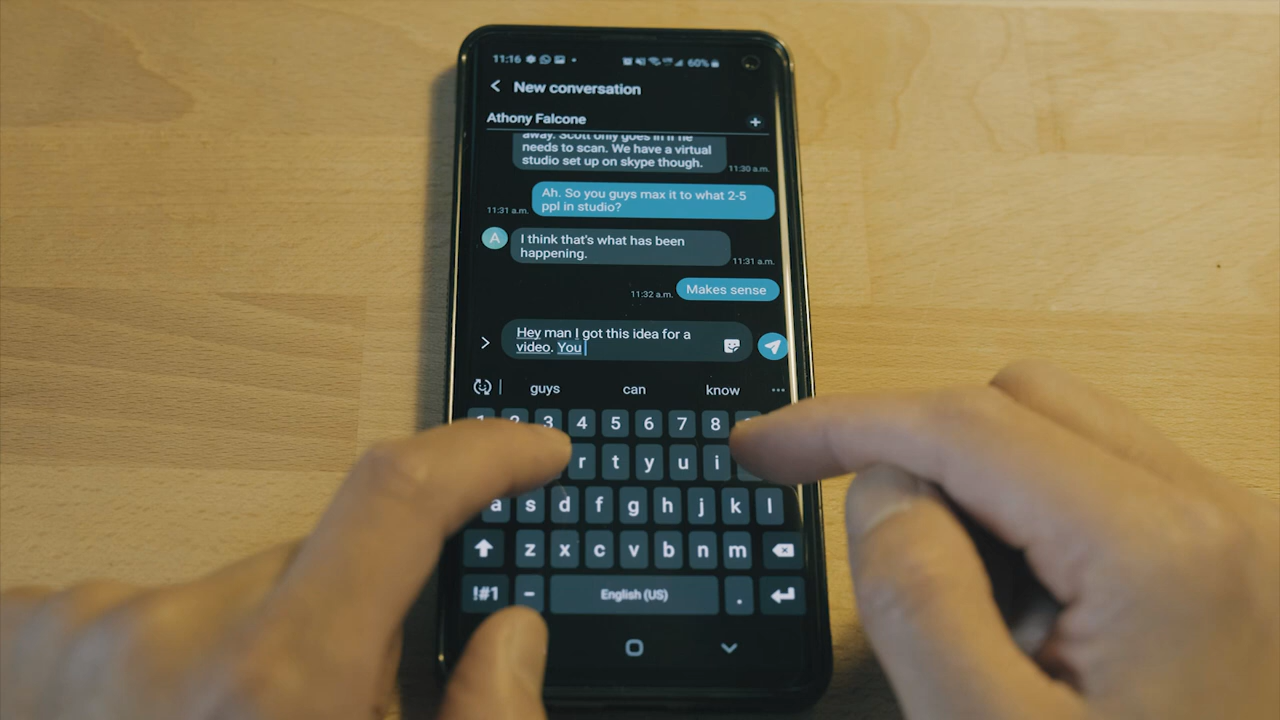 11:16 60%
New conversation
Athony Falcone
away. Scott only goes in if he
needs to scan. We have a virtual
studio set up on skype though.
11:30 a.m.
Ah. So you guys max it to what 2-5
ppl in studio?
11:31 a.m.
A
I think that's what has been
happening.
11:31 a.m.
Makes sense
11:32 a.m.
Hey man I got this idea for a
video. You
guys can know
1 2 3 4 5 6 7 8
r t y u i
a s d f g h j k l
z x c v b n m
!#1 - English (US) .